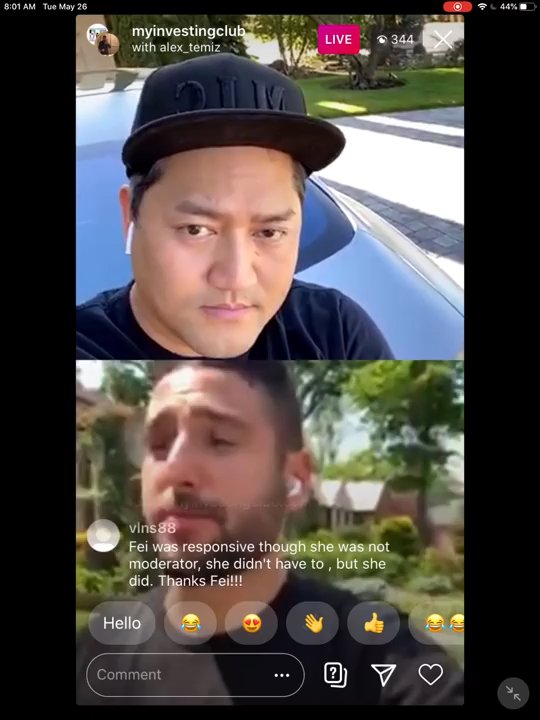 8:01 AM Tue May 26
44%
myinvestingclub
with alex_temiz
LIVE
344
MIC
vlns88
Fei was responsive though she was not
moderator, she didn't have to , but she
did. Thanks Fei!!!
Hello
Comment